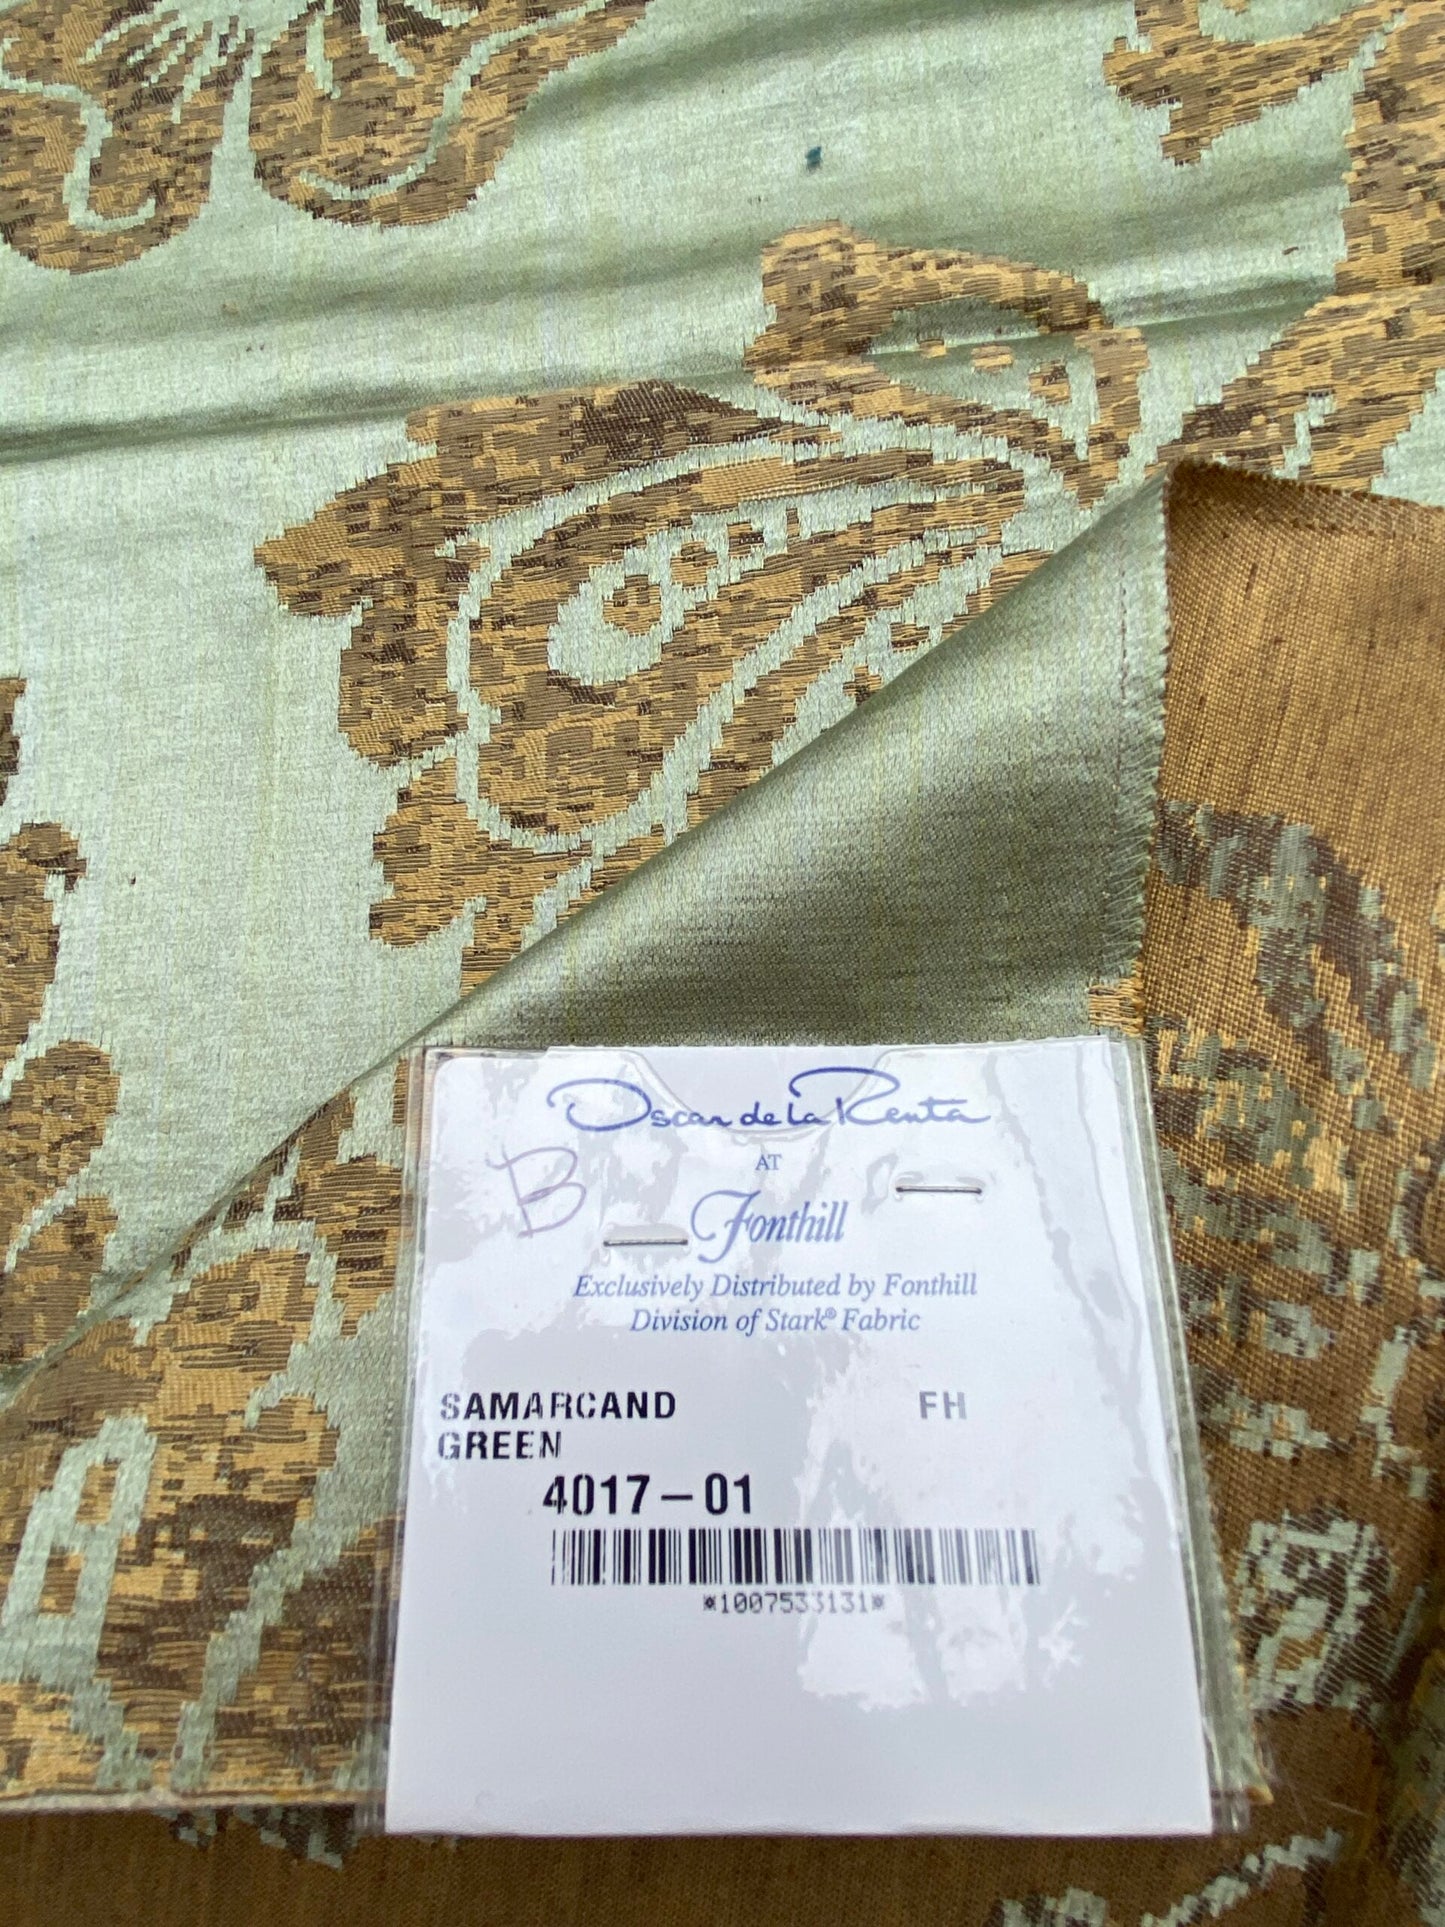 Oscar de la Renta
AT
B
Fonthill
Exclusively Distributed by Fonthill
Division of Stark® Fabric
SAMARCAND FH
GREEN
4017-01
*1007533131*